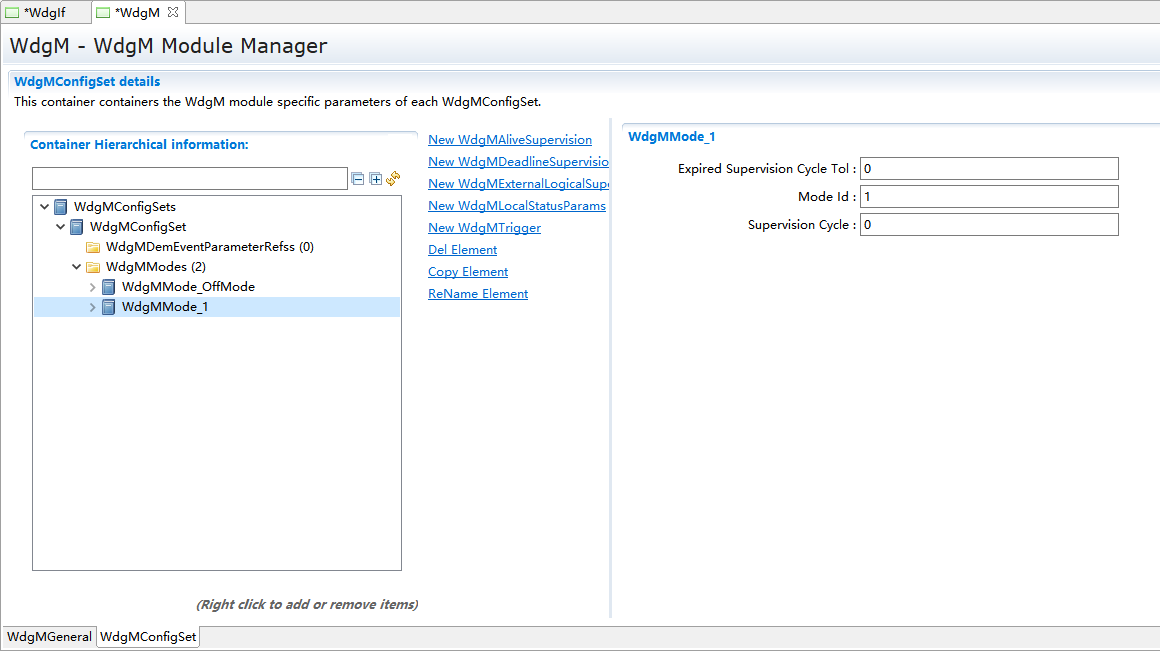 *WdgIf
*WdgM
WdgM - WdgM Module Manager
WdgMConfigSet details
This container containers the WdgM module specific parameters of each WdgMConfigSet.
Container Hierarchical information:
WdgMConfigSets
WdgMConfigSet
WdgMDemEventParameterRefss (0)
WdgMModes (2)
WdgMMode_OffMode
WdgMMode_1
(Right click to add or remove items)
New WdgMAliveSupervision
New WdgMDeadlineSupervisio
New WdgMExternalLogicalSupe
New WdgMLocalStatusParams
New WdgMTrigger
Del Element
Copy Element
ReName Element
WdgMMode_1
Expired Supervision Cycle Tol : 0
Mode Id : 1
Supervision Cycle : 0
WdgMGeneral
WdgMConfigSet